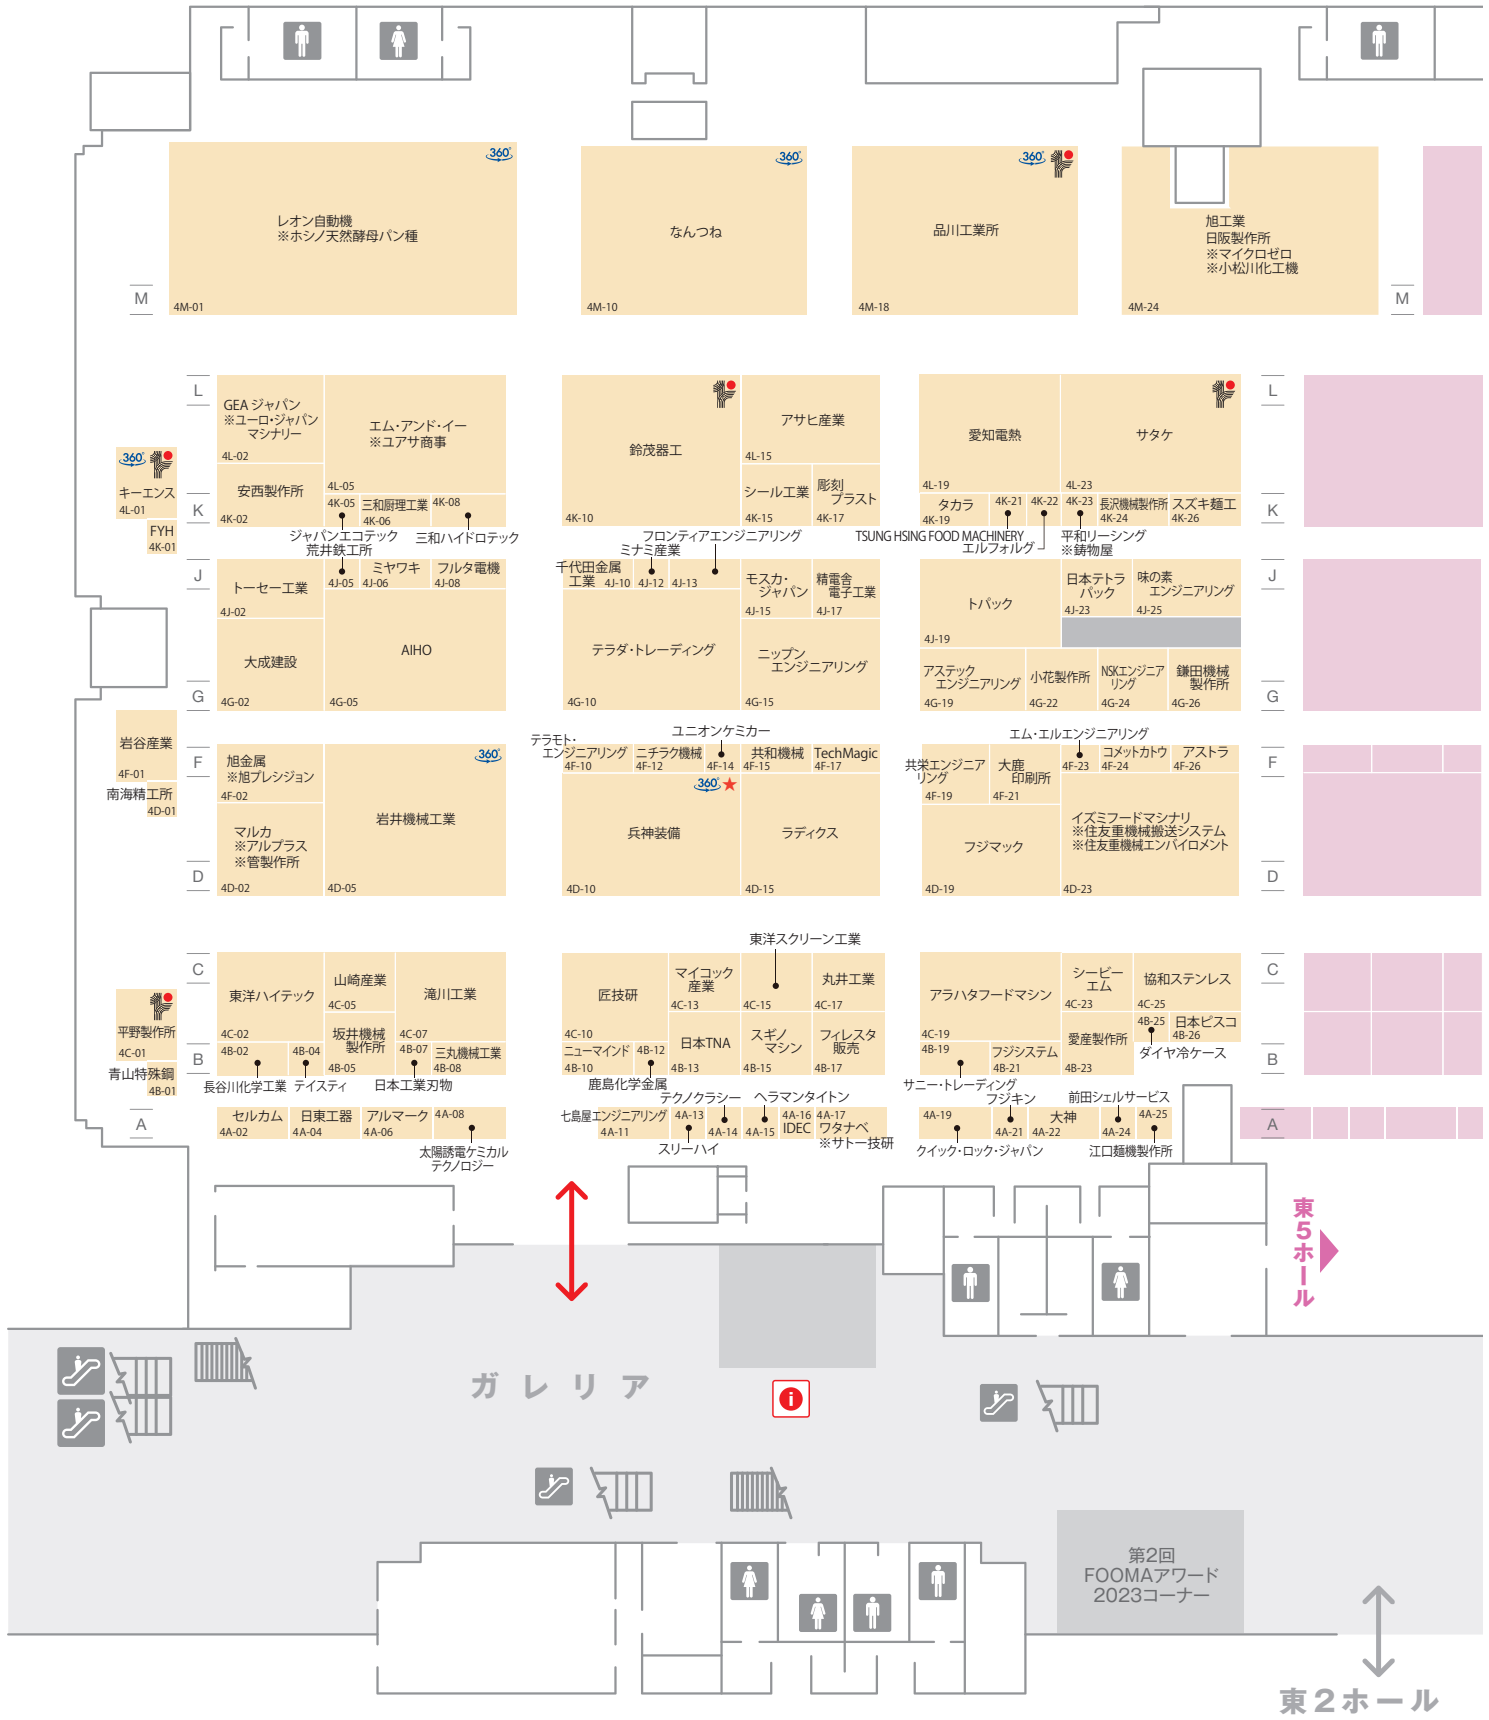 360°
360°
360°
レオン自動機
※ホシノ天然酵母パン種
4M-01
なんつね
4M-10
品川工業所
4M-18
旭工業
日阪製作所
※マイクロゼロ
※小松川化工機
4M-24
M
M
L
GEA ジャパン
※ユーロ・ジャパン
マシナリー
4L-02
エム・アンド・イー
※ユアサ商事
4L-05
鈴茂器工
4K-10
アサヒ産業
4L-15
愛知電熱
4L-19
サタケ
4L-23
L
360°
キーエンス
4L-01
K
安西製作所
4K-02
4K-05
三和厨理工業
4K-06
4K-08
シール工業
4K-15
彫刻
プラスト
4K-17
タカラ
4K-19
4K-21
4K-22
4K-23
長沢機械製作所
4K-24
スズキ麺工
4K-26
K
FYH
4K-01
ジャパンエコテック
荒井鉄工所
三和ハイドロテック
フロンティアエンジニアリング
ミナミ産業
TSUNG HSING FOOD MACHINERY
エルフォルグ
平和リーシング
※鋳物屋
J
トーセー工業
4J-02
4J-05
ミヤワキ
4J-06
フルタ電機
4J-08
千代田金属
工業
4J-10
4J-12
4J-13
モスカ・
ジャパン
4J-15
精電舎
電子工業
4J-17
トパック
4J-19
日本テトラ
パック
4J-23
味の素
エンジニアリング
4J-25
J
大成建設
4G-02
AIHO
4G-05
テラダ・トレーディング
4G-10
ニップン
エンジニアリング
4G-15
アステック
エンジニアリング
4G-19
小花製作所
4G-22
NSKエンジニア
リング
4G-24
鎌田機械
製作所
4G-26
G
G
岩谷産業
4F-01
南海精工所
4D-01
F
旭金属
※旭プレシジョン
4F-02
360°
岩井機械工業
4D-05
テラモト・
エンジニアリング
4F-10
ニチラク機械
4F-12
ユニオンケミカー
4F-14
共和機械
4F-15
TechMagic
4F-17
共栄エンジニア
リング
4F-19
大鹿
印刷所
4F-21
エム・エルエンジニアリング
4F-23
コメットカトウ
4F-24
アストラ
4F-26
F
マルカ
※アルプラス
※管製作所
4D-02
360°
兵神装備
4D-10
ラディクス
4D-15
フジマック
4D-19
イズミフードマシナリ
※住友重機械搬送システム
※住友重機械エンバイロメント
4D-23
D
D
東洋スクリーン工業
C
東洋ハイテック
4C-02
山崎産業
4C-05
滝川工業
4C-07
匠技研
4C-10
マイコック
産業
4C-13
4C-15
丸井工業
4C-17
アラハタフードマシン
4C-19
シービー
エム
4C-23
協和ステンレス
4C-25
C
平野製作所
4C-01
青山特殊鋼
4B-01
B
4B-02
4B-04
坂井機械
製作所
4B-05
4B-07
三丸機械工業
4B-08
ニューマインド
4B-10
4B-12
日本TNA
4B-13
スギノ
マシン
4B-15
フィレスタ
販売
4B-17
4B-19
フジシステム
4B-21
愛産製作所
4B-23
4B-25
日本ピスコ
4B-26
ダイヤ冷ケース
B
長谷川化学工業
テイスティ
日本工業刃物
鹿島化学金属
テクノクラシー
ヘラマンタイトン
サニー・トレーディング
フジキン
前田シェルサービス
A
セルカム
4A-02
日東工器
4A-04
アルマーク
4A-06
4A-08
太陽誘電ケミカル
テクノロジー
七島屋エンジニアリング
4A-11
4A-13
スリーハイ
4A-14
4A-15
4A-16
IDEC
4A-17
ワタナベ
※サトー技研
4A-19
クイック・ロック・ジャパン
4A-21
大神
4A-22
4A-24
4A-25
江口麺機製作所
A
東5ホール
ガレリア
i
第2回
FOOMAアワード
2023コーナー
東2ホール